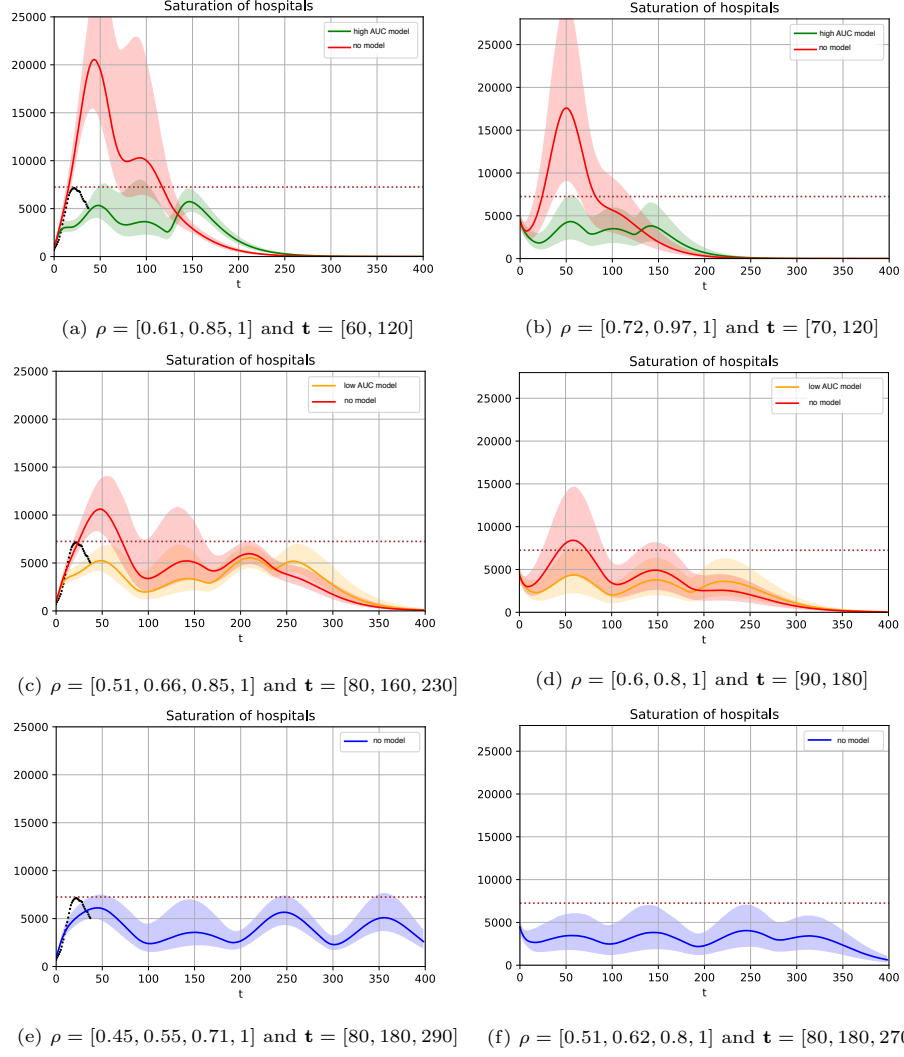 Saturation of hospitals
25000
20000
15000
10000
5000
0
high AUC model
no model
0 50 100 150 200 250 300 350 400
t
(a) ρ = [0.61, 0.85, 1] and t = [60, 120]
Saturation of hospitals
25000
20000
15000
10000
5000
0
high AUC model
no model
0 50 100 150 200 250 300 350 400
t
(b) ρ = [0.72, 0.97, 1] and t = [70, 120]
Saturation of hospitals
25000
20000
15000
10000
5000
0
low AUC model
no model
0 50 100 150 200 250 300 350 400
t
(c) ρ = [0.51, 0.66, 0.85, 1] and t = [80, 160, 230]
Saturation of hospitals
25000
20000
15000
10000
5000
0
low AUC model
no model
0 50 100 150 200 250 300 350 400
t
(d) ρ = [0.6, 0.8, 1] and t = [90, 180]
Saturation of hospitals
25000
20000
15000
10000
5000
0
no model
0 50 100 150 200 250 300 350 400
t
(e) ρ = [0.45, 0.55, 0.71, 1] and t = [80, 180, 290]
Saturation of hospitals
25000
20000
15000
10000
5000
0
no model
0 50 100 150 200 250 300 350 400
t
(f) ρ = [0.51, 0.62, 0.8, 1] and t = [80, 180, 270